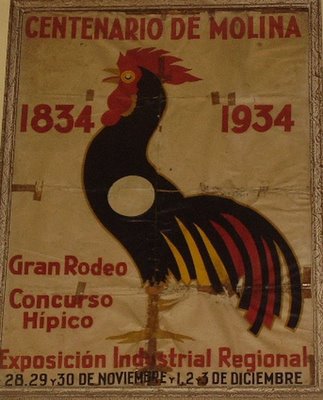 CENTENARIO DE MOLINA
1834 1934
Gran Rodeo
Concurso
Hípico
Exposición Industrial Regional
28.29 Y 30 DE NOVIEMBRE Y 1,2 Y 3 DE DICIEMBRE